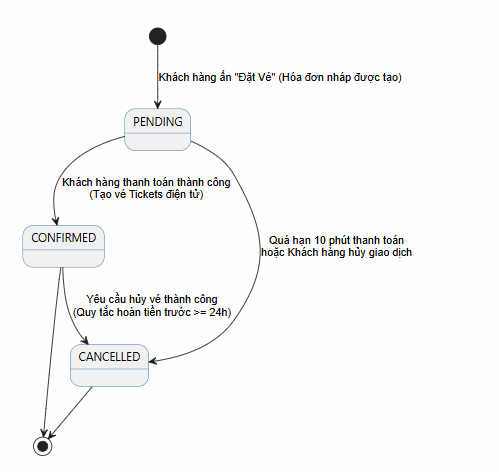 Khách hàng ấn "Đặt Vé" (Hóa đơn nháp được tạo)
PENDING
Khách hàng thanh toán thành công
(Tạo vé Tickets điện tử)
CONFIRMED
Quá hạn 10 phút thanh toán
hoặc Khách hàng hủy giao dịch
Yêu cầu hủy vé thành công
(Quy tắc hoàn tiền trước >= 24h)
CANCELLED